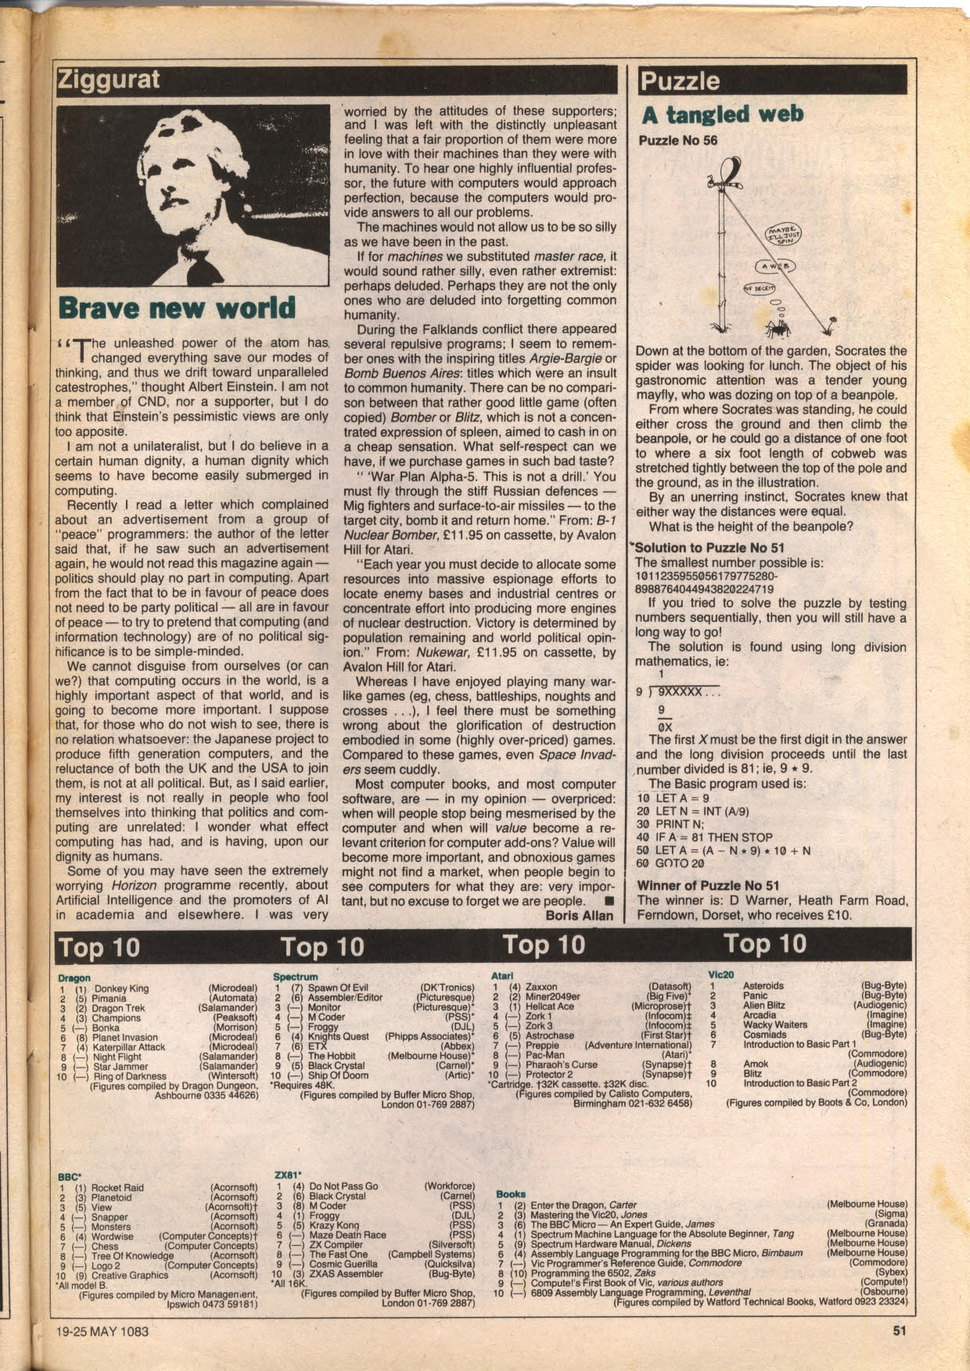 Ziggurat
Brave new world
“The unleashed power of the atom has
changed everything save our modes of
thinking, and thus we drift toward unparalleled
catestrophes,” thought Albert Einstein. I am not
a member of CND, nor a supporter, but I do
think that Einstein's pessimistic views are only
too apposite.
I am not a unilateralist, but I do believe in a
certain human dignity, a human dignity which
seems to have become easily submerged in
computing.
Recently I read a letter which complained
about an advertisement from a group of
“peace” programmers: the author of the letter
said that, if he saw such an advertisement
again, he would not read this magazine again —
politics should play no part in computing. Apart
from the fact that to be in favour of peace does
not need to be party political — all are in favour
of peace — to try to pretend that computing (and
information technology) are of no political sig-
nificance is to be simple-minded.
We cannot disguise from ourselves (or can
we?) that computing occurs in the world, is a
highly important aspect of that world, and is
going to become more important. I suppose
that, for those who do not wish to see, there is
no relation whatsoever: the Japanese project to
produce fifth generation computers, and the
reluctance of both the UK and the USA to join
them, is not at all political. But, as I said earlier,
my interest is not really in people who fool
themselves into thinking that politics and com-
puting are unrelated: I wonder what effect
computing has had, and is having, upon our
dignity as humans.
Some of you may have seen the extremely
worrying Horizon programme recently, about
Artificial Intelligence and the promoters of AI
in academia and elsewhere. I was very
worried by the attitudes of these supporters;
and I was left with the distinctly unpleasant
feeling that a fair proportion of them were more
in love with their machines than they were with
humanity. To hear one highly influential profes-
sor, the future with computers would approach
perfection, because the computers would pro-
vide answers to all our problems.
The machines would not allow us to be so silly
as we have been in the past.
If for machines we substituted master race, it
would sound rather silly, even rather extremist:
perhaps deluded. Perhaps they are not the only
ones who are deluded into forgetting common
humanity.
During the Falklands conflict there appeared
several repulsive programs; I seem to remem-
ber ones with the inspiring titles Argie-Bargie or
Bomb Buenos Aires: titles which were an insult
to common humanity. There can be no compari-
son between that rather good little game (often
copied) Bomber or Blitz, which is not a concen-
trated expression of spleen, aimed to cash in on
a cheap sensation. What self-respect can we
have, if we purchase games in such bad taste?
“ ‘War Plan Alpha-5. This is not a drill.’ You
must fly through the stiff Russian defences —
Mig fighters and surface-to-air missiles — to the
target city, bomb it and return home.” From: B-1
Nuclear Bomber, £11.95 on cassette, by Avalon
Hill for Atari.
“Each year you must decide to allocate some
resources into massive espionage efforts to
locate enemy bases and industrial centres or
concentrate effort into producing more engines
of nuclear destruction. Victory is determined by
population remaining and world political opin-
ion.” From: Nukewar, £11.95 on cassette, by
Avalon Hill for Atari.
Whereas I have enjoyed playing many war-
like games (eg, chess, battleships, noughts and
crosses . . .), I feel there must be something
wrong about the glorification of destruction
embodied in some (highly over-priced) games.
Compared to these games, even Space Invad-
ers seem cuddly.
Most computer books, and most computer
software, are — in my opinion — overpriced:
when will people stop being mesmerised by the
computer and when will value become a re-
levant criterion for computer add-ons? Value will
become more important, and obnoxious games
might not find a market, when people begin to
see computers for what they are: very impor-
tant, but no excuse to forget we are people. ■
Boris Allan
Puzzle
A tangled web
Puzzle No 56
MAYBE
I'LL JUST
SPIN
A WEB
OF DECEIT
Down at the bottom of the garden, Socrates the
spider was looking for lunch. The object of his
gastronomic attention was a tender young
mayfly, who was dozing on top of a beanpole.
From where Socrates was standing, he could
either cross the ground and then climb the
beanpole, or he could go a distance of one foot
to where a six foot length of cobweb was
stretched tightly between the top of the pole and
the ground, as in the illustration.
By an unerring instinct, Socrates knew that
either way the distances were equal.
What is the height of the beanpole?
Solution to Puzzle No 51
The smallest number possible is:
1011235955056179775280-
8988764044943820224719
If you tried to solve the puzzle by testing
numbers sequentially, then you will still have a
long way to go!
The solution is found using long division
mathematics, ie:
1
9 ) 9XXXXX . . .
9
0X
The first X must be the first digit in the answer
and the long division proceeds until the last
number divided is 81; ie, 9 * 9.
The Basic program used is:
10 LET A = 9
20 LET N = INT (A/9)
30 PRINT N;
40 IF A = 81 THEN STOP
50 LET A = (A − N * 9) * 10 + N
60 GOTO 20
Winner of Puzzle No 51
The winner is: D Warner, Heath Farm Road,
Ferndown, Dorset, who receives £10.
Top 10 Top 10 Top 10 Top 10
Dragon
1 (1) Donkey King (Microdeal)
2 (5) Pimania (Automata)
3 (2) Dragon Trek (Salamander)
4 (3) Champions (Peaksoft)
5 (—) Bonka (Morrison)
6 (8) Planet Invasion (Microdeal)
7 (4) Katerpillar Attack (Microdeal)
8 (—) Night Flight (Salamander)
9 (—) Star Jammer (Salamander)
10 (—) Ring of Darkness (Wintersoft)
(Figures compiled by Dragon Dungeon,
Ashbourne 0335 44626)
Spectrum
1 (7) Spawn Of Evil (DK'Tronics)
2 (6) Assembler/Editor (Picturesque)
3 (—) Monitor (Picturesque)*
4 (—) M Coder (PSS)*
5 (—) Froggy (DJL)
6 (4) Knights Quest (Phipps Associates)*
7 (6) ETX (Abbex)
8 (—) The Hobbit (Melbourne House)*
9 (5) Black Crystal (Carnel)*
10 (—) Ship Of Doom (Artic)*
*Requires 48K.
(Figures compiled by Buffer Micro Shop,
London 01-769 2887)
Atari
1 (4) Zaxxon (Datasoft)
2 (2) Miner2049er (Big Five)*
3 (1) Hellcat Ace (Microprose)†
4 (—) Zork 1 (Infocom)‡
5 (—) Zork 3 (Infocom)‡
6 (5) Astrochase (First Star)†
7 (—) Preppie (Adventure International)
8 (—) Pac-Man (Atari)*
9 (—) Pharaoh's Curse (Synapse)†
10 (—) Protector 2 (Synapse)†
*Cartridge. †32K cassette. ‡32K disc.
(Figures compiled by Calisto Computers,
Birmingham 021-632 6458)
Vic20
1 Asteroids (Bug-Byte)
2 Panic (Bug-Byte)
3 Alien Blitz (Audiogenic)
4 Arcadia (Imagine)
5 Wacky Waiters (Imagine)
6 Cosmiads (Bug-Byte)
7 Introduction to Basic Part 1
(Commodore)
8 Amok (Audiogenic)
9 Blitz (Commodore)
10 Introduction to Basic Part 2
(Commodore)
(Figures compiled by Boots & Co, London)
BBC*
1 (1) Rocket Raid (Acornsoft)
2 (3) Planetoid (Acornsoft)
3 (5) View (Acornsoft)†
4 (—) Snapper (Acornsoft)
5 (—) Monsters (Acornsoft)
6 (4) Wordwise (Computer Concepts)†
7 (—) Chess (Computer Concepts)
8 (—) Tree Of Knowledge (Acornsoft)
9 (—) Logo 2 (Computer Concepts)
10 (9) Creative Graphics (Acornsoft)
*All model B.
(Figures compiled by Micro Management,
Ipswich 0473 59181)
ZX81*
1 (4) Do Not Pass Go (Workforce)
2 (6) Black Crystal (Carnel)
3 (8) M Coder (PSS)
4 (1) Froggy (DJL)
5 (5) Krazy Kong (PSS)
6 (—) Maze Death Race (PSS)
7 (—) ZX Compiler (Silversoft)
8 (—) The Fast One (Campbell Systems)
9 (—) Cosmic Guerilla (Quicksilva)
10 (3) ZXAS Assembler (Bug-Byte)
*All 16K.
(Figures compiled by Buffer Micro Shop,
London 01-769 2887)
Books
1 (2) Enter the Dragon, Carter (Melbourne House)
2 (3) Mastering the Vic20, Jones (Sigma)
3 (6) The BBC Micro — An Expert Guide, James (Granada)
4 (1) Spectrum Machine Language for the Absolute Beginner, Tang (Melbourne House)
5 (9) Spectrum Hardware Manual, Dickens (Melbourne House)
6 (4) Assembly Language Programming for the BBC Micro, Birnbaum (Melbourne House)
7 (—) Vic Programmer's Reference Guide, Commodore (Commodore)
8 (10) Programming the 6502, Zaks (Sybex)
9 (—) Compute!'s First Book of Vic, various authors (Compute!)
10 (—) 6809 Assembly Language Programming, Leventhal (Osbourne)
(Figures compiled by Watford Technical Books, Watford 0923 23324)
19-25 MAY 1083
51